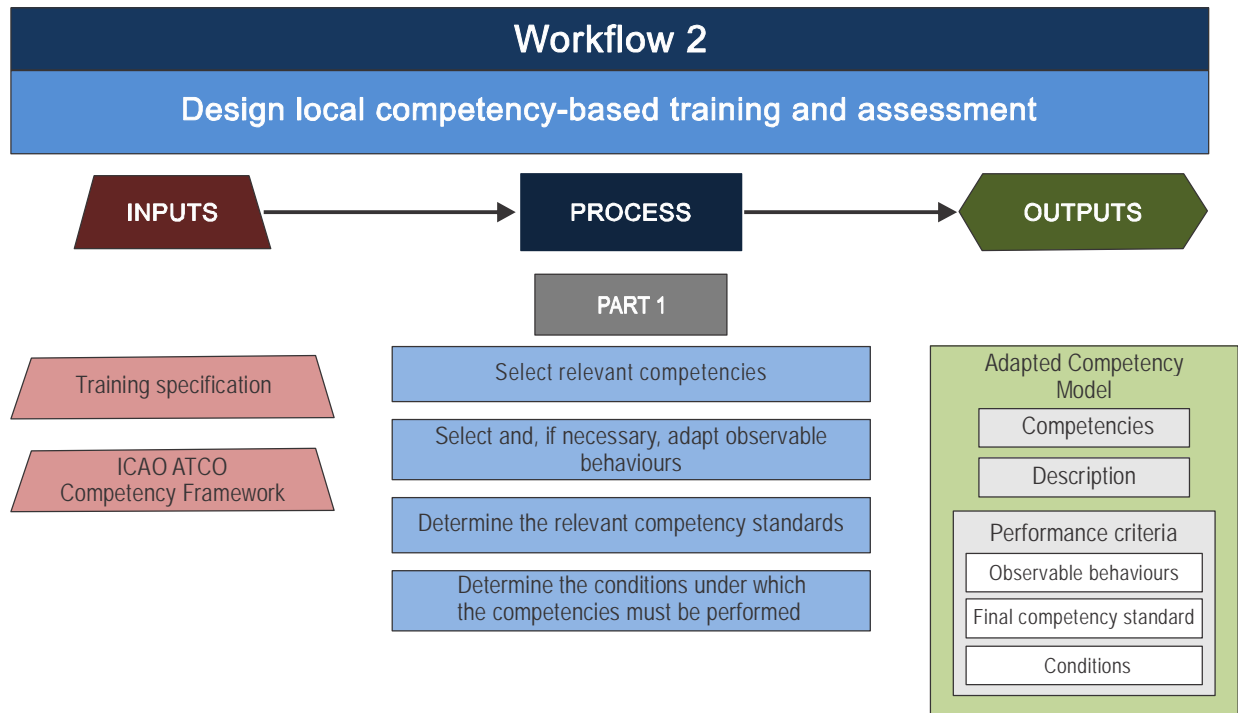 Workflow 2
Design local competency-based training and assessment
INPUTS
PROCESS
OUTPUTS
PART 1
Training specification
ICAO ATCO
Competency Framework
Select relevant competencies
Select and, if necessary, adapt observable
behaviours
Determine the relevant competency standards
Determine the conditions under which
the competencies must be performed
Adapted Competency
Model
Competencies
Description
Performance criteria
Observable behaviours
Final competency standard
Conditions